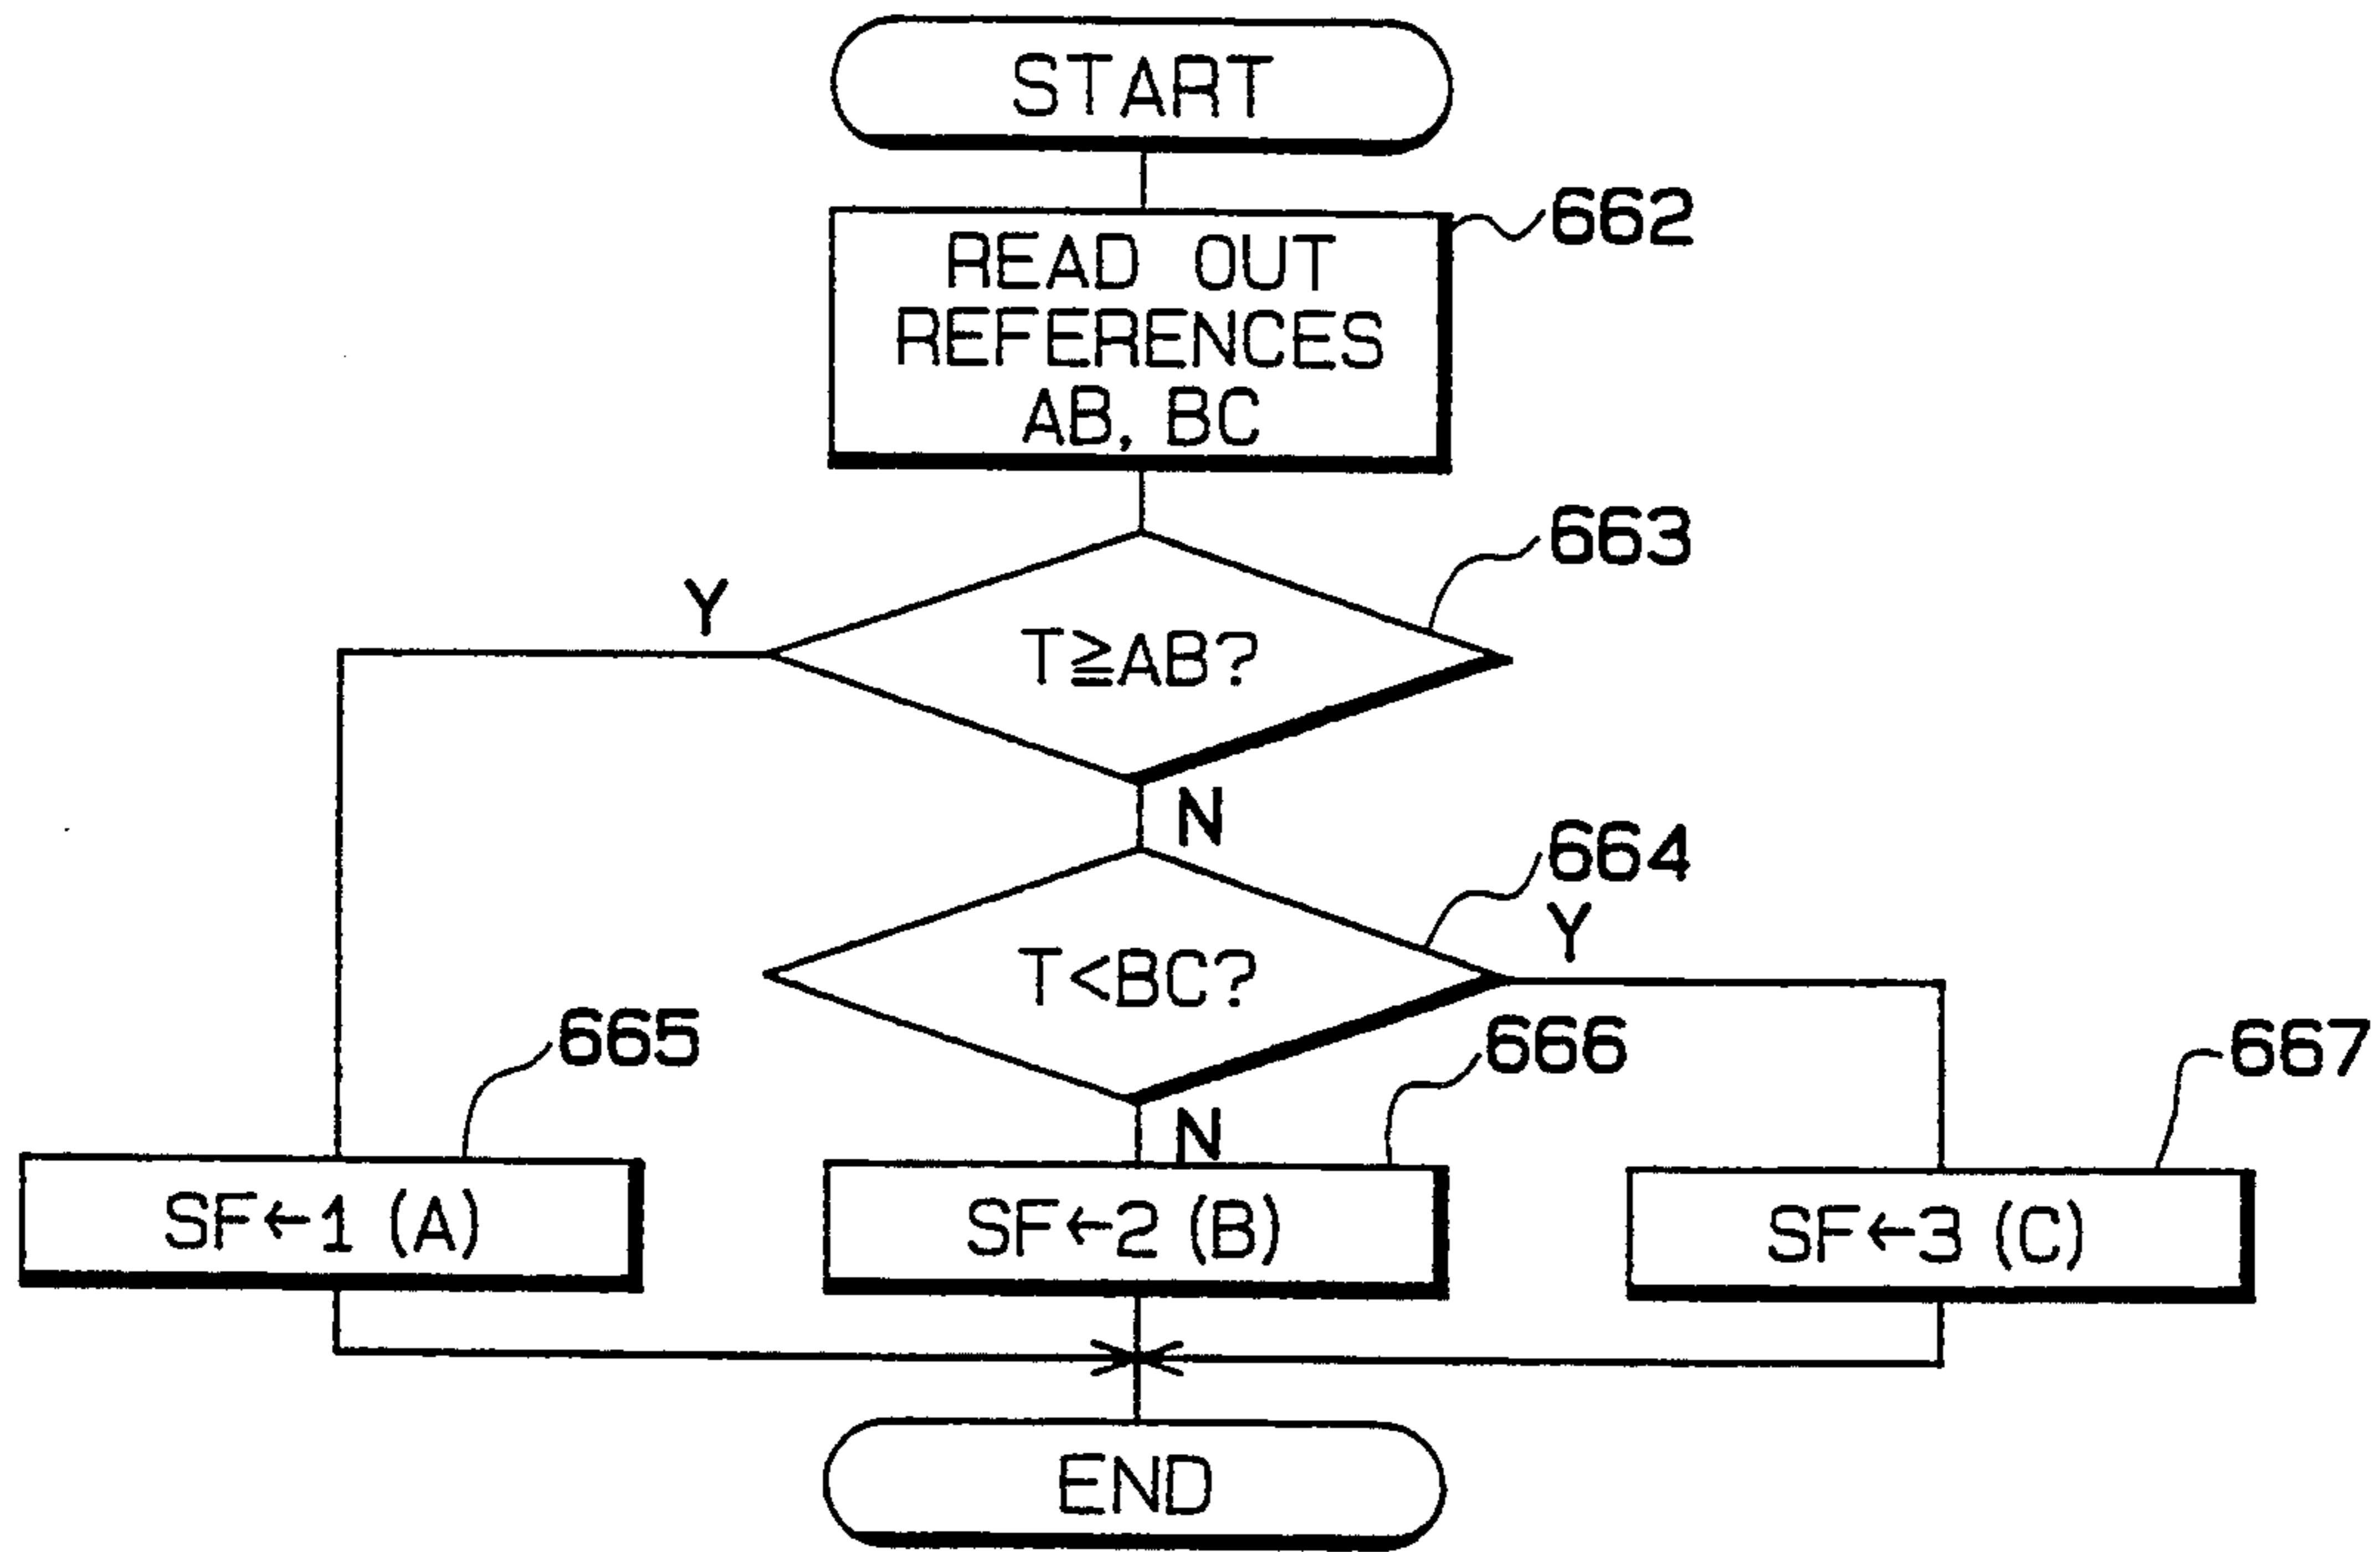 START
READ OUT
REFERENCES
AB, BC
662
663
Y
T≧AB?
N
664
Y
T<BC?
N
665
666
667
SF←1 (A)
SF←2 (B)
SF←3 (C)
END